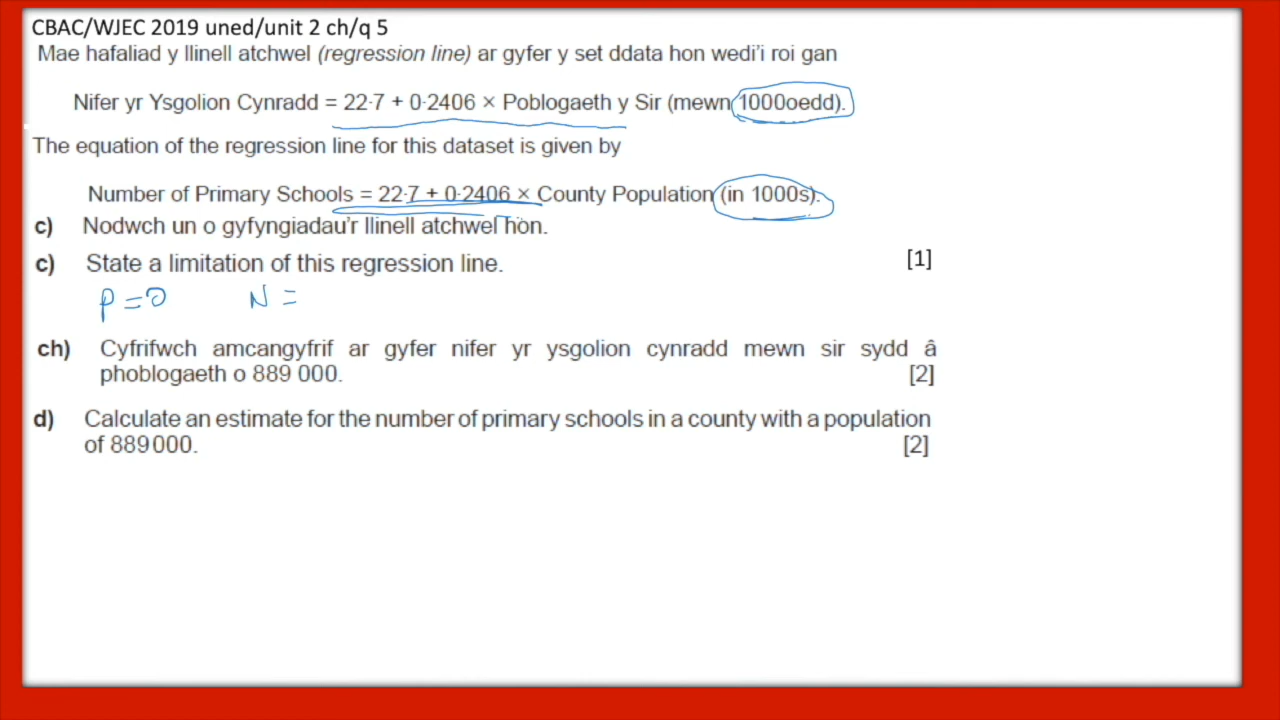 CBAC/WJEC 2019 uned/unit 2 ch/q 5
Mae hafaliad y llinell atchwel (regression line) ar gyfer y set ddata hon wedi'i roi gan
Nifer yr Ysgolion Cynradd = 22·7 + 0·2406 × Poblogaeth y Sir (mewn 1000oedd).
The equation of the regression line for this dataset is given by
Number of Primary Schools = 22·7 + 0·2406 × County Population (in 1000s).
c) Nodwch un o gyfyngiadau'r llinell atchwel hon.
c) State a limitation of this regression line. [1]
P = 0 N =
ch) Cyfrifwch amcangyfrif ar gyfer nifer yr ysgolion cynradd mewn sir sydd â
phoblogaeth o 889 000. [2]
d) Calculate an estimate for the number of primary schools in a county with a population
of 889 000. [2]